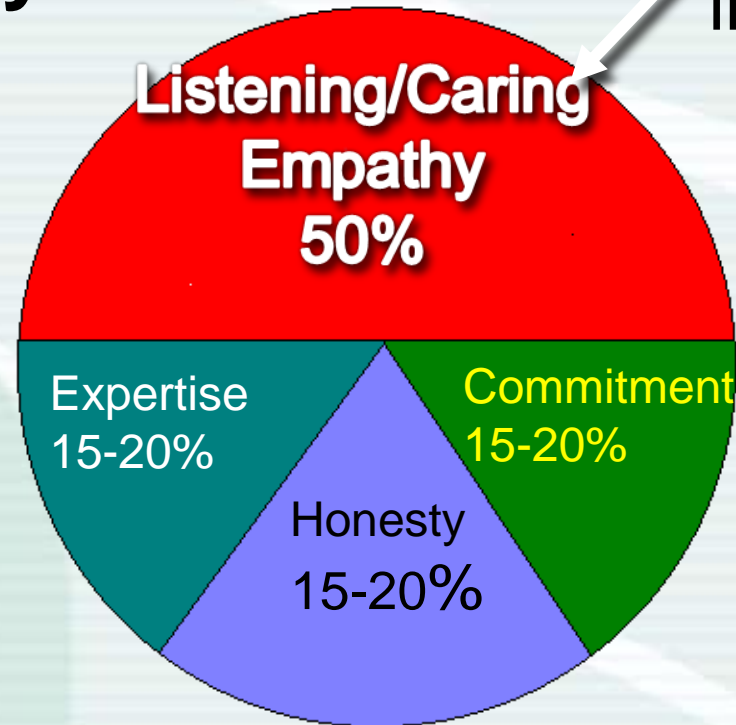 Listening/Caring
Empathy
50%
Expertise
15-20%
Commitment
15-20%
Honesty
15-20%